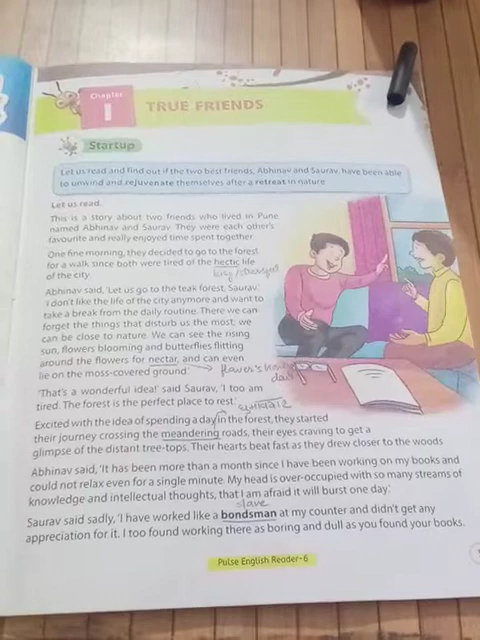 Chapter
1
TRUE FRIENDS
Startup
Let us read and find out if the two best friends, Abhinav and Saurav, have been able
to unwind and rejuvenate themselves after a retreat in nature
Let us read.
This is a story about two friends who lived in Pune
named Abhinav and Saurav. They were each other's
favourite and really enjoyed time spent together
One fine morning, they decided to go to the forest
for a walk since both were tired of the hectic life
of the city.
Abhinav said, 'Let us go to the teak forest, Saurav.'
'I don't like the life of the city anymore and want to
take a break from the daily routine. There we can
forget the things that disturb us the most; we
can be close to nature. We can see the rising
sun, flowers blooming and butterflies flitting
around the flowers for nectar, and can even
lie on the moss-covered ground.'
'That's a wonderful idea!' said Saurav, 'I too am
tired. The forest is the perfect place to rest.'
Excited with the idea of spending a day in the forest, they started
their journey crossing the meandering roads, their eyes craving to get a
glimpse of the distant tree-tops. Their hearts beat fast as they drew closer to the woods
Abhinav said, 'It has been more than a month since I have been working on my books and
could not relax even for a single minute. My head is over-occupied with so many streams of
knowledge and intellectual thoughts, that I am afraid it will burst one day.'
slave
Saurav said sadly, 'I have worked like a bondsman at my counter and didn't get any
appreciation for it. I too found working there as boring and dull as you found your books.
Pulse English Reader-6